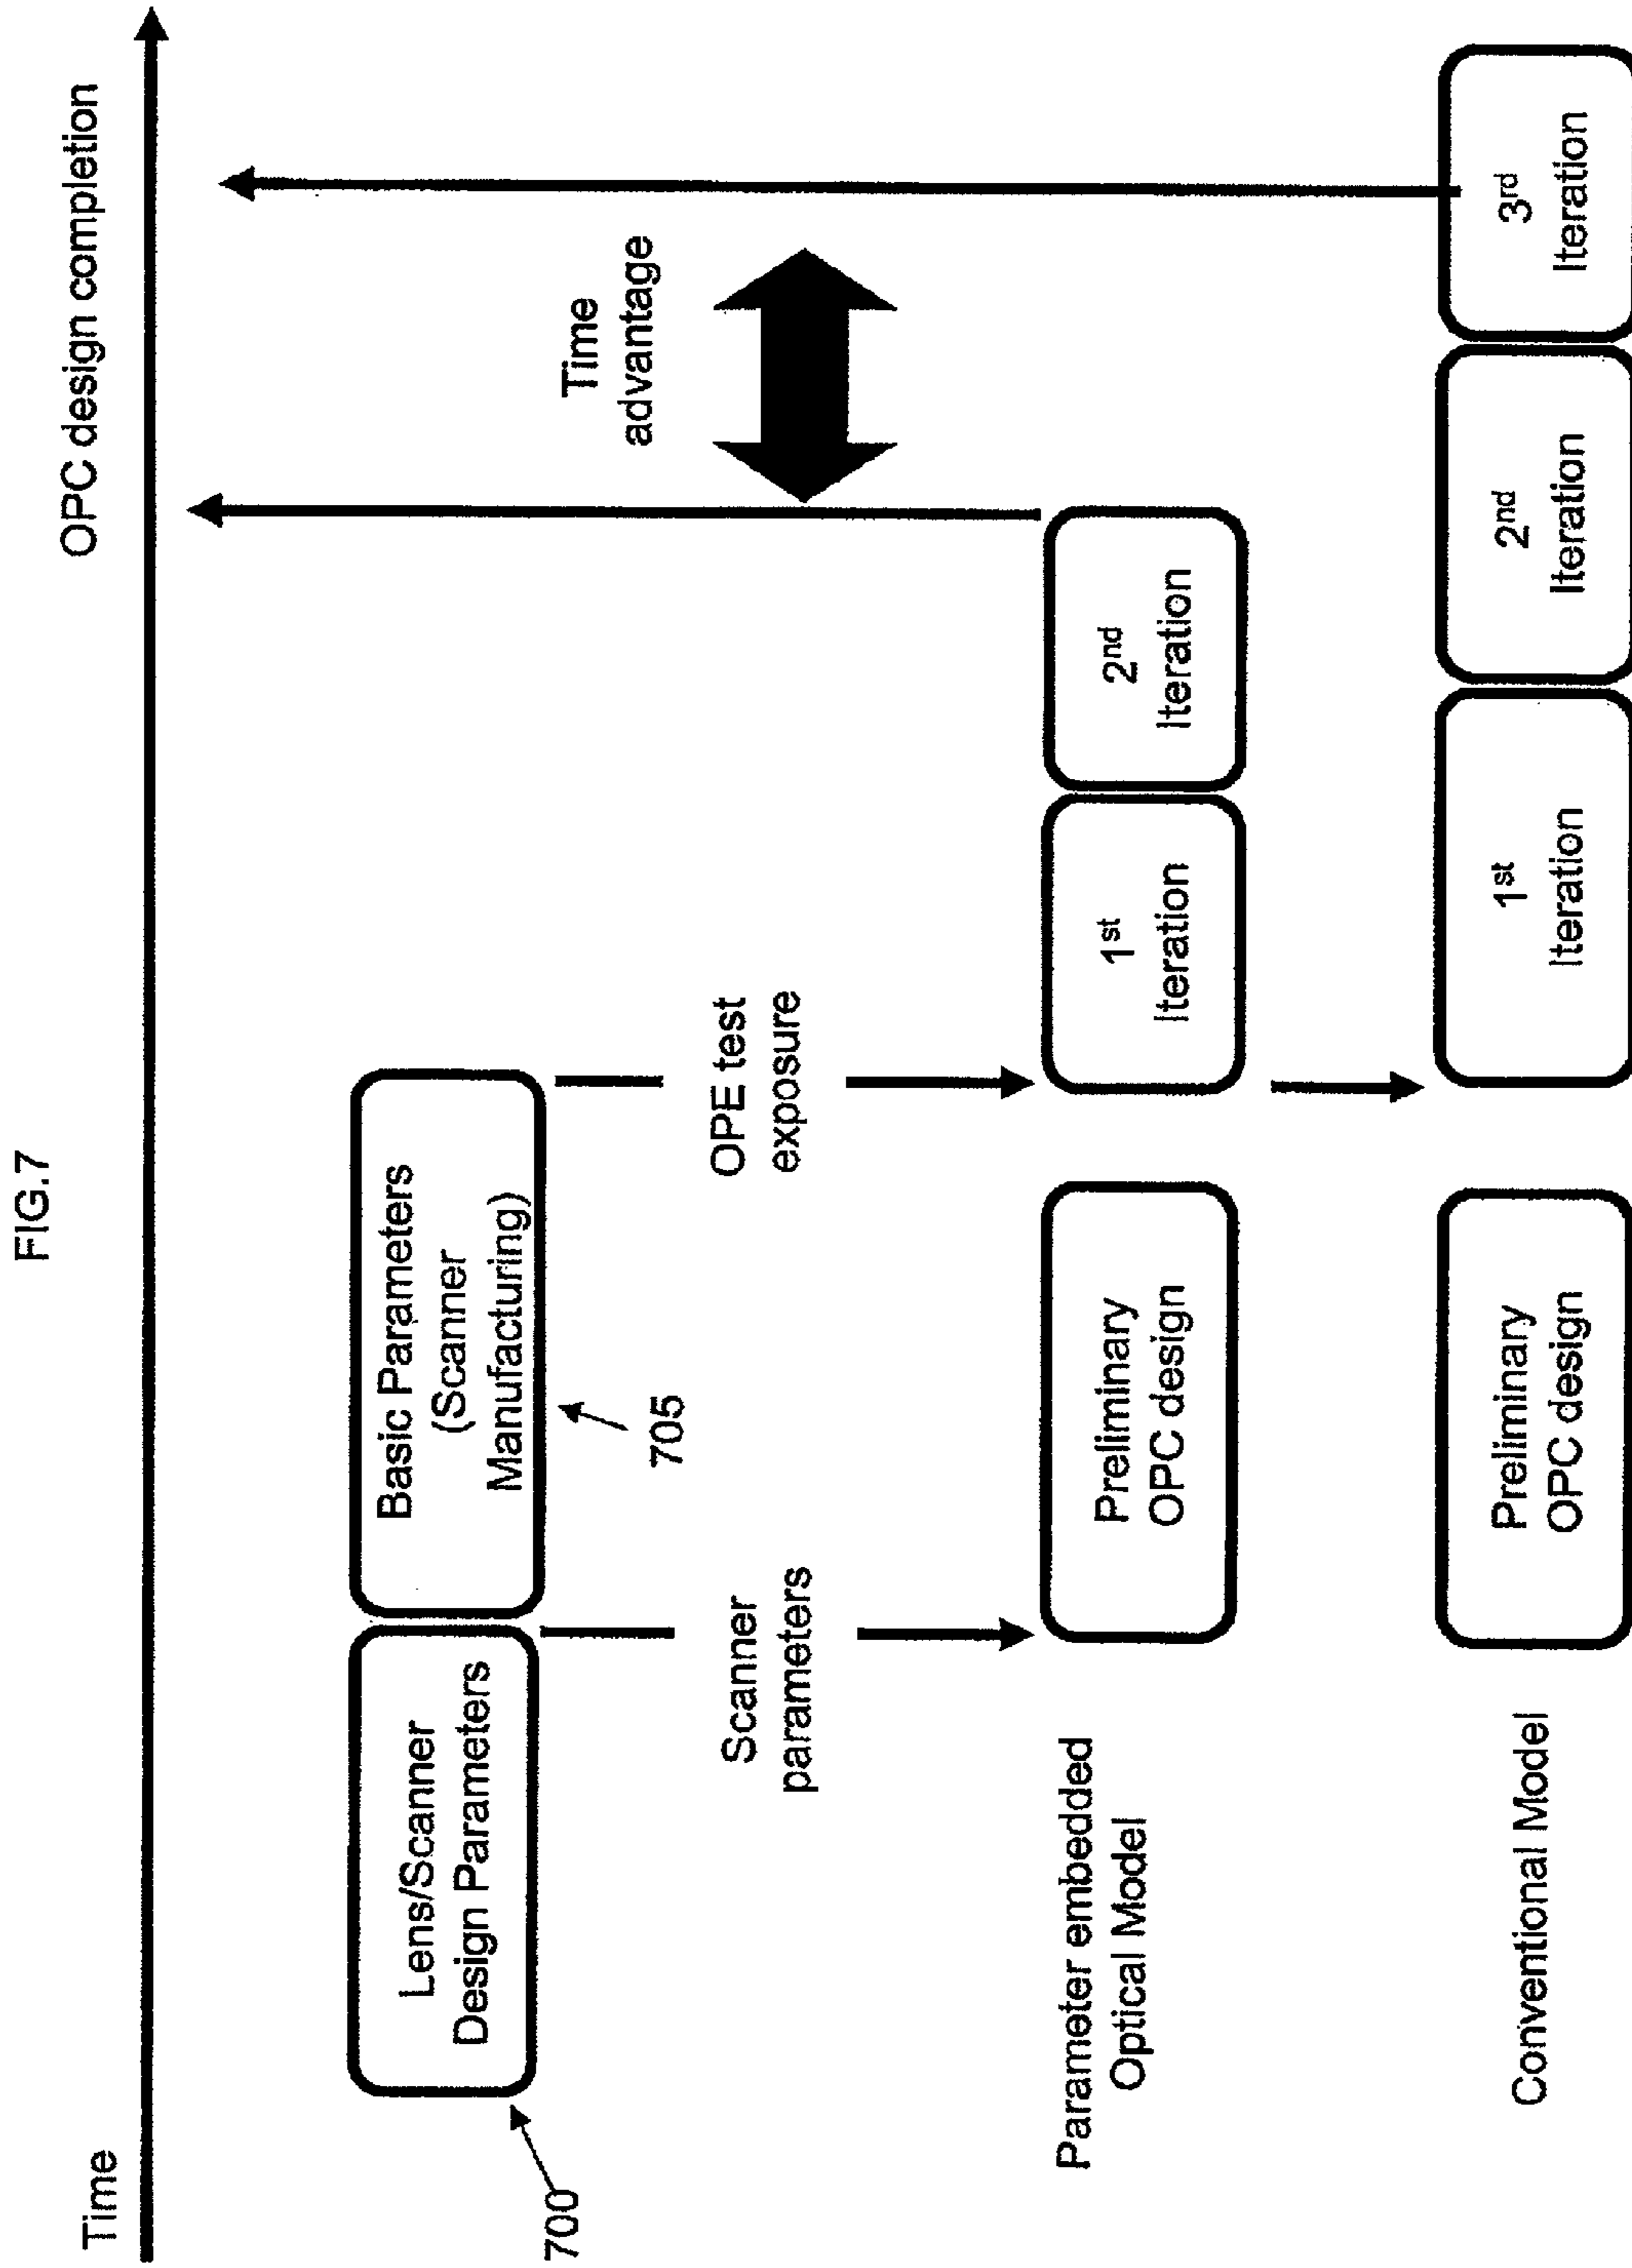 FIG.7
Time
OPC design completion
Lens/Scanner
Design Parameters
Basic Parameters
(Scanner
Manufacturing)
700
705
Scanner
parameters
OPE test
exposure
Time
advantage
Parameter embedded
Optical Model
Preliminary
OPC design
1st
Iteration
2nd
Iteration
Conventional Model
Preliminary
OPC design
1st
Iteration
2nd
Iteration
3rd
Iteration